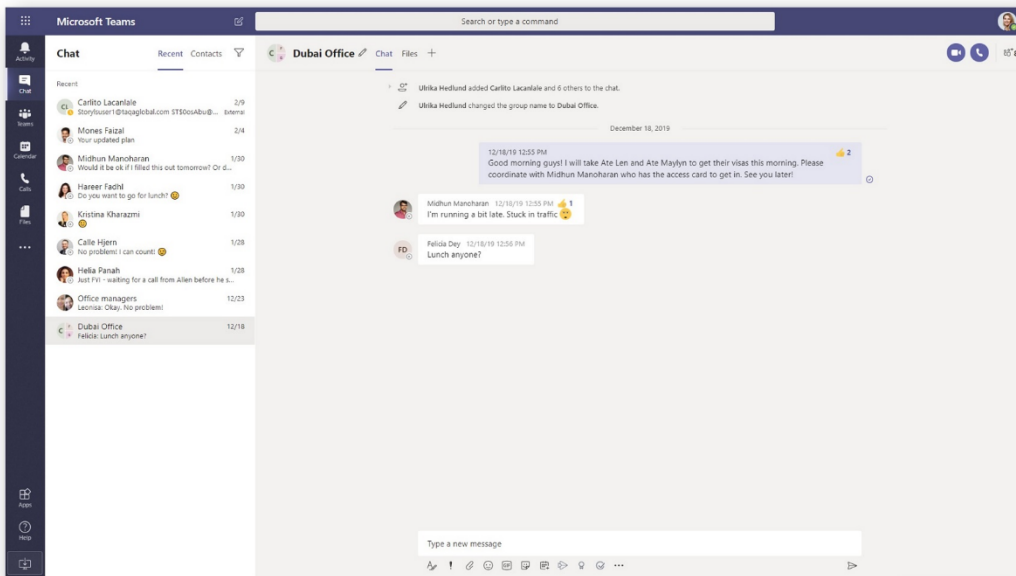 Microsoft Teams
Search or type a command
Activity
Chat
Teams
Calendar
Calls
Files
Apps
Help
Chat
Recent
Contacts
Recent
CL
Carlito Lacanlale
2/9
External
Mones Faizal
2/4
Your updated plan
Midhun Manoharan
1/30
Would it be ok if I filled this out tomorrow? Or d...
Hareer Fadhl
1/30
Do you want to go for lunch? 😊
Kristina Kharazmi
1/30
Calle Hjern
1/28
No problem! I can count! 😉
Helia Panah
1/28
Just FYI - waiting for a call from Allen before he s...
Office managers
12/23
Leonisa: Okay. No problem!
C
Dubai Office
12/18
Felicia: Lunch anyone?
C
Dubai Office
Chat
Files
Ulrika Hedlund added Carlito Lacanlale and 6 others to the chat.
Ulrika Hedlund changed the group name to Dubai Office.
December 18, 2019
12/18/19 12:55 PM
👍 2
Good morning guys! I will take Ate Len and Ate Maylyn to get their visas this morning. Please
coordinate with Midhun Manoharan who has the access card to get in. See you later!
Midhun Manoharan 12/18/19 12:55 PM 👍 1
I'm running a bit late. Stuck in traffic
FD
Felicia Dey 12/18/19 12:56 PM
Lunch anyone?
Type a new message
GIF